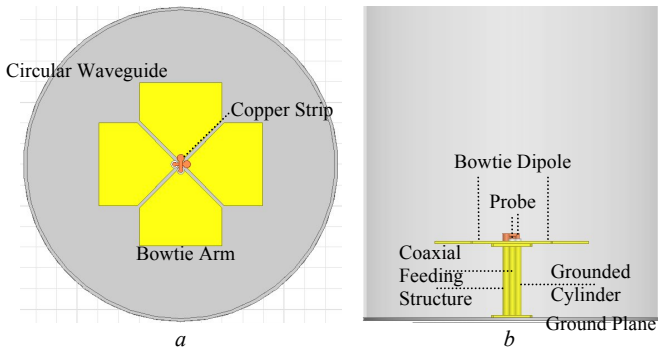 Circular Waveguide
Copper Strip
Bowtie Arm
a
Bowtie Dipole
Probe
Coaxial
Feeding
Structure
Grounded
Cylinder
Ground Plane
b